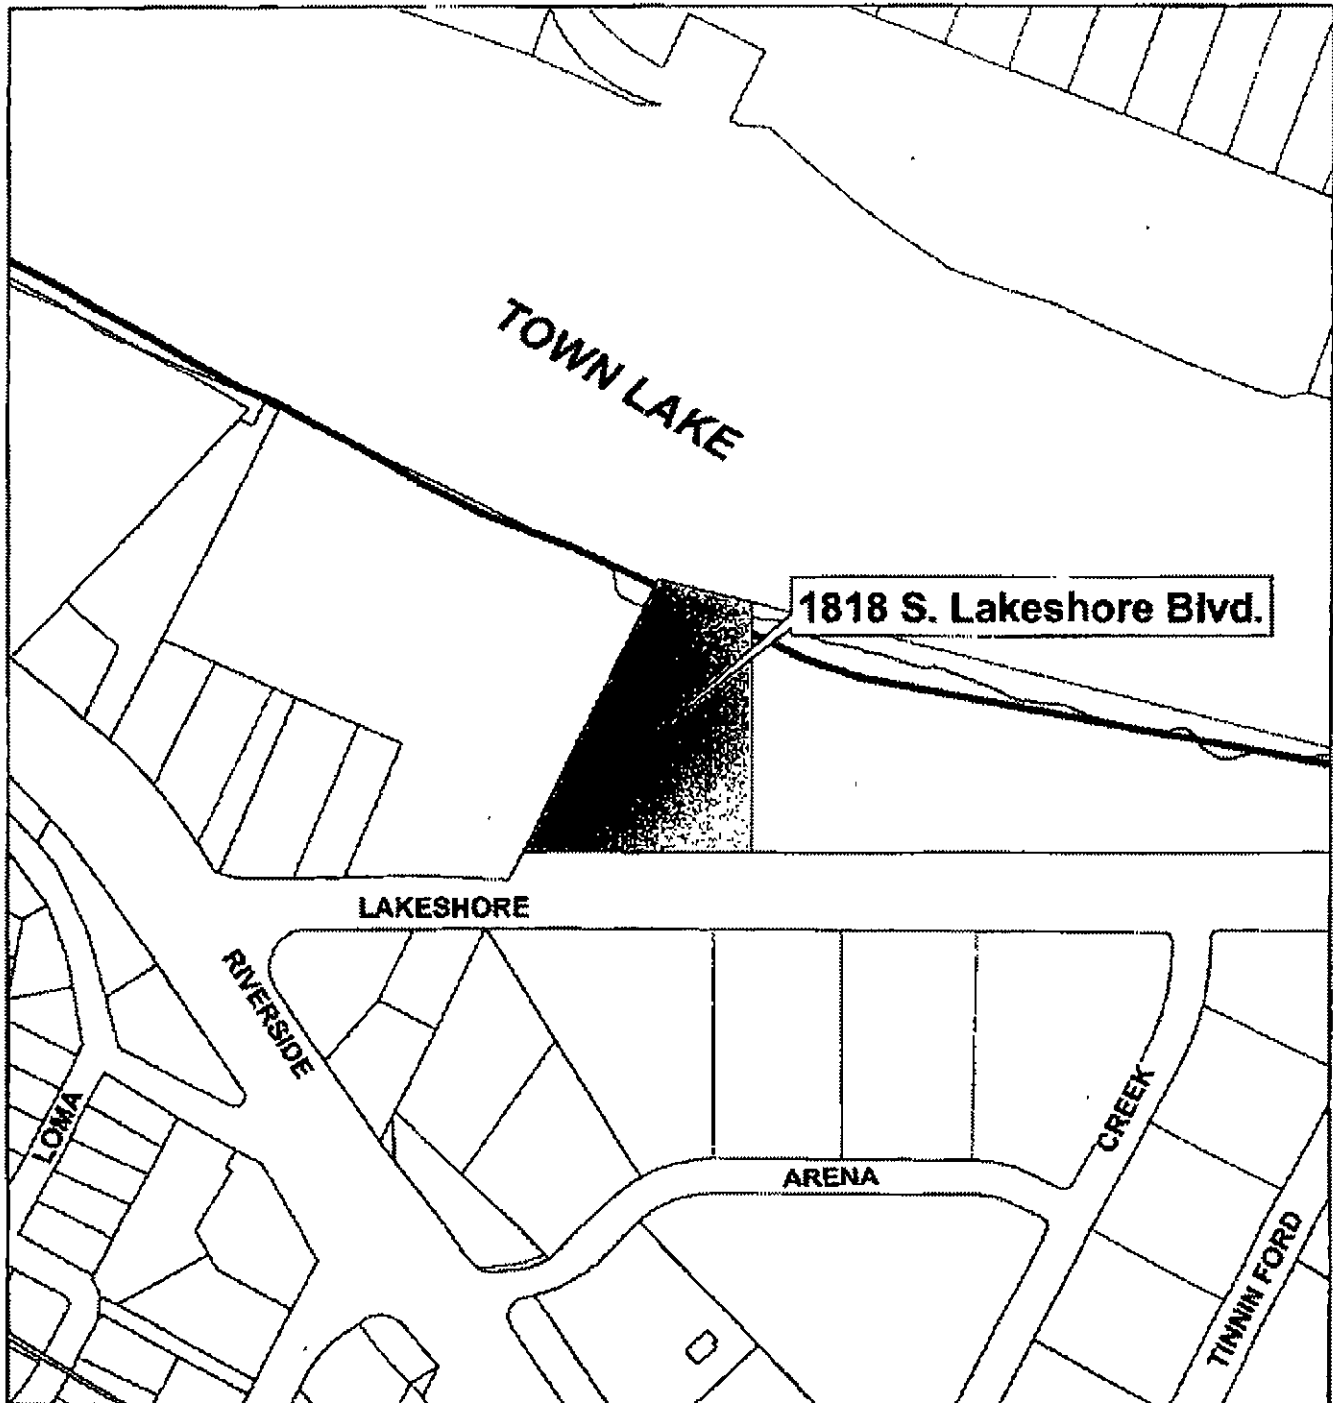 TOWN LAKE
1818 S. Lakeshore Blvd.
LAKESHORE
RIVERSIDE
LOMA
CREEK
ARENA
TINNIN FORD